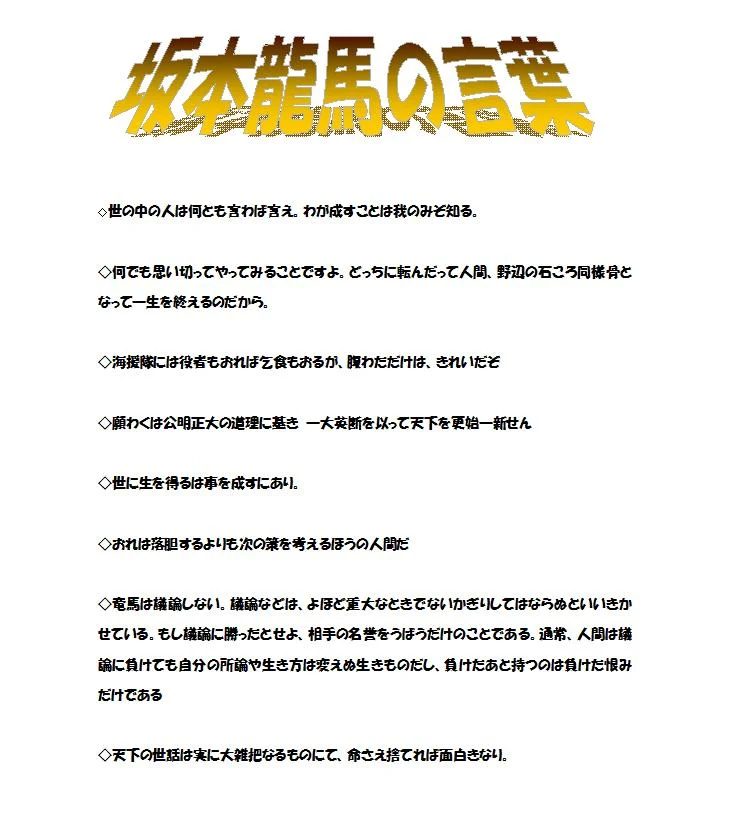 坂本龍馬の言葉
◇世の中の人は何とも言わば言え。わが成すことは我のみぞ知る。
◇何でも思い切ってやってみることですよ。どっちに転んだって人間、野辺の石ころ同様骨と
なって一生を終えるのだから。
◇海援隊には役者もおれば乞食もおるが、腹わただけは、きれいだぞ
◇願わくは公明正大の道理に基き 一大英断を以って天下を更始一新せん
◇世に生を得るは事を成すにあり。
◇おれは落胆するよりも次の策を考えるほうの人間だ
◇竜馬は議論しない。議論などは、よほど重大なときでないかぎりしてはならぬといいきか
せている。もし議論に勝ったとせよ、相手の名誉をうばうだけのことである。通常、人間は議
論に負けても自分の所論や生き方は変えぬ生きものだし、負けたあと持つのは負けた恨み
だけである
◇天下の世話は実に大雑把なるものにて、命さえ捨てれば面白きなり。